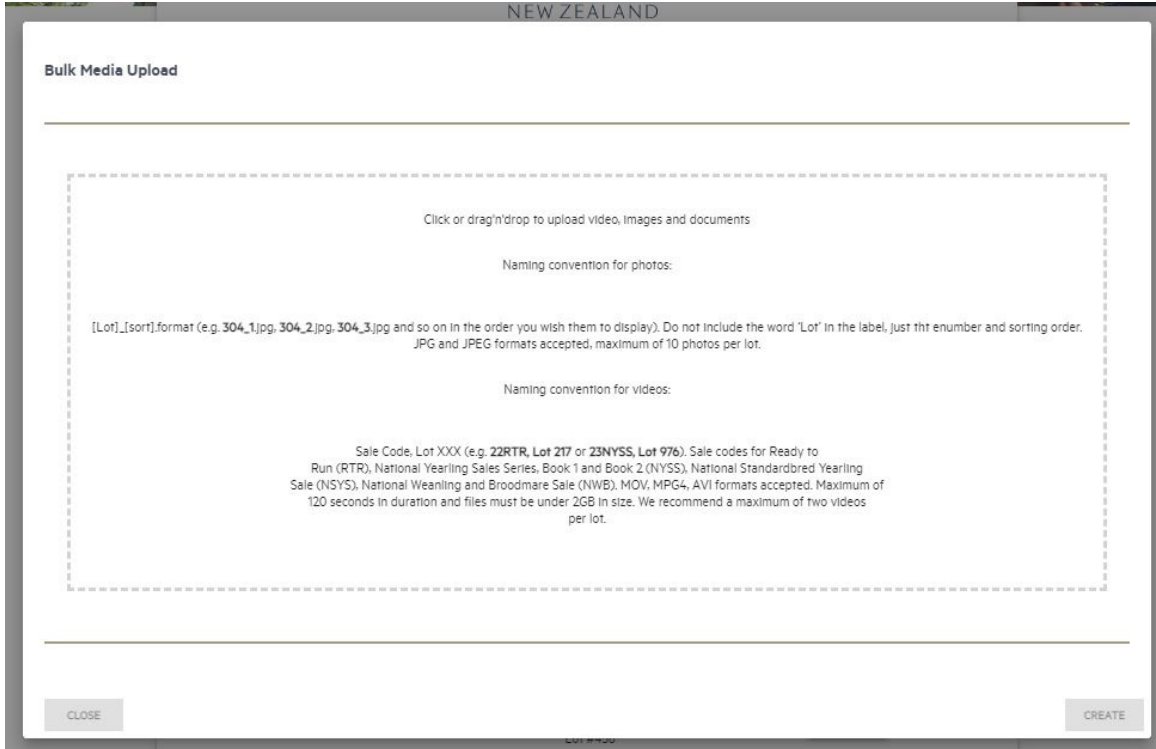 NEW ZEALAND
Bulk Media Upload
Click or drag'n'drop to upload video, images and documents
Naming convention for photos:
[Lot]_[sort].format (e.g. 304_1.jpg, 304_2.jpg, 304_3.jpg and so on in the order you wish them to display). Do not include the word 'Lot' in the label, just tht enumber and sorting order.
JPG and JPEG formats accepted, maximum of 10 photos per lot.
Naming convention for videos:
Sale Code, Lot XXX (e.g. 22RTR, Lot 217 or 23NYSS, Lot 976). Sale codes for Ready to
Run (RTR), National Yearling Sales Series, Book 1 and Book 2 (NYSS), National Standardbred Yearling
Sale (NSYS), National Weanling and Broodmare Sale (NWB). MOV, MPG4, AVI formats accepted. Maximum of
120 seconds in duration and files must be under 2GB in size. We recommend a maximum of two videos
per lot.
CLOSE
CREATE